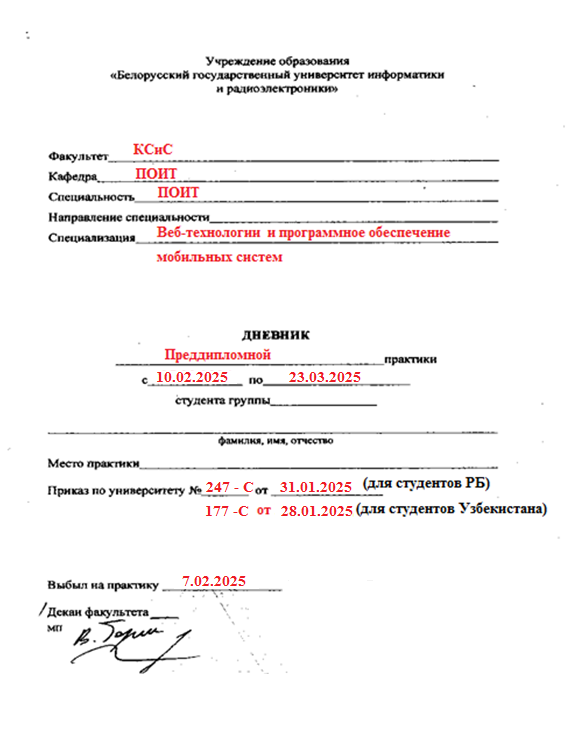 Учреждение образования
«Белорусский государственный университет информатики
и радиоэлектроники»
Факультет КСиС
Кафедра ПОИТ
Специальность ПОИТ
Направление специальности
Специализация Веб-технологии и программное обеспечение
мобильных систем
ДНЕВНИК
Преддипломной практики
с 10.02.2025 по 23.03.2025
студента группы
фамилия, имя, отчество
Место практики
Приказ по университету № 247 - С от 31.01.2025 (для студентов РБ)
177 -С от 28.01.2025 (для студентов Узбекистана)
Выбыл на практику 7.02.2025
Декан факультета
мп